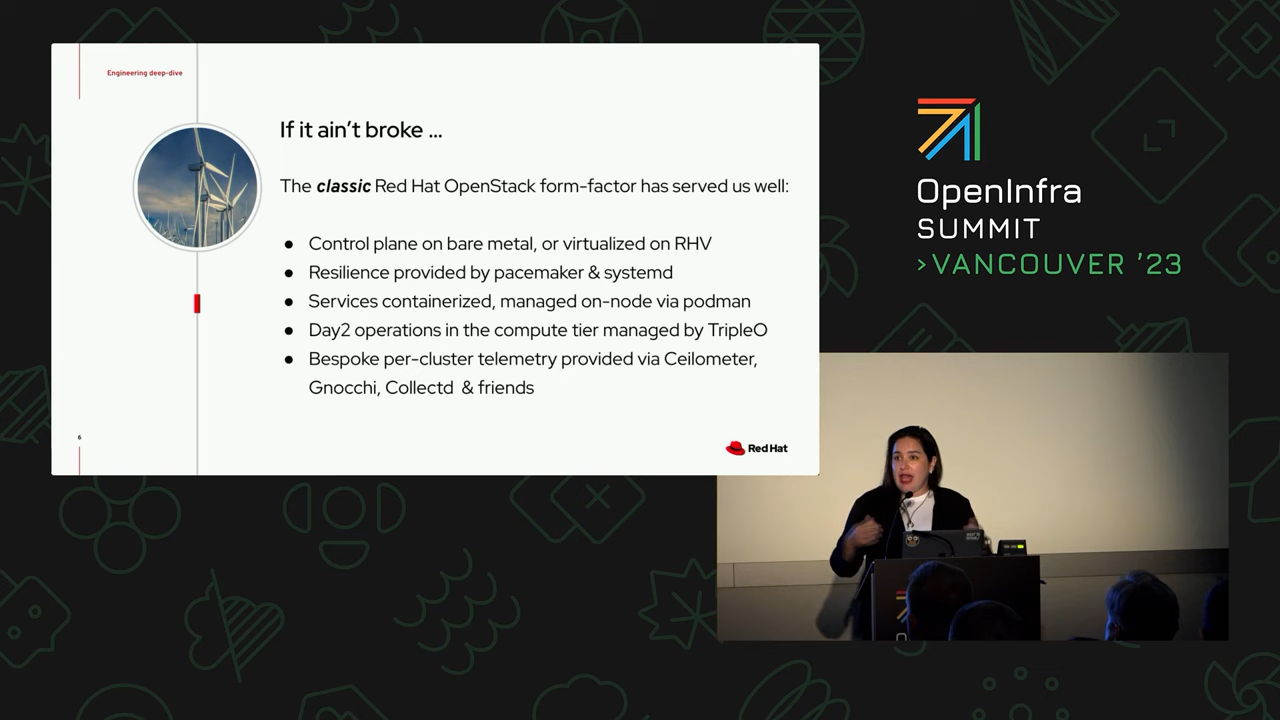 Engineering deep-dive
If it ain't broke ...
The classic Red Hat OpenStack form-factor has served us well:
● Control plane on bare metal, or virtualized on RHV
● Resilience provided by pacemaker & systemd
● Services containerized, managed on-node via podman
● Day2 operations in the compute tier managed by TripleO
● Bespoke per-cluster telemetry provided via Ceilometer,
Gnocchi, Collectd & friends
6
Red Hat
OpenInfra
SUMMIT
>VANCOUVER '23